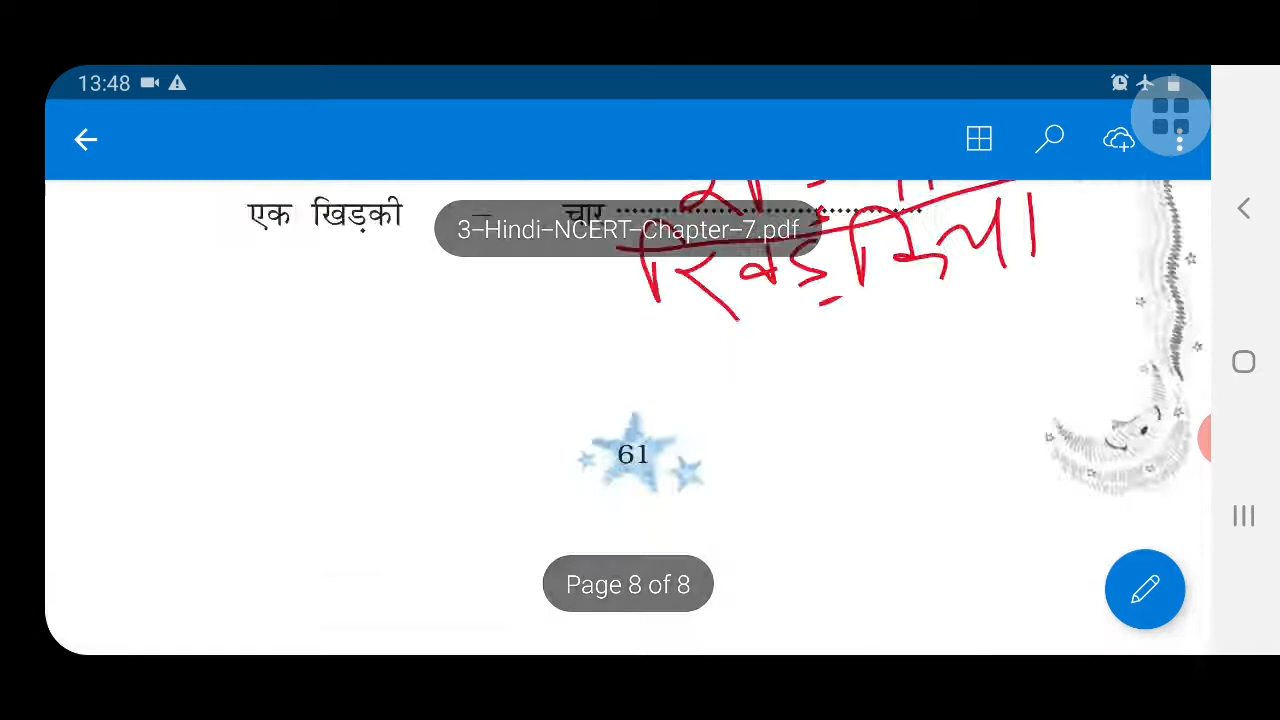 13:48
एक खिड़की – चार ........................................
3–Hindi–NCERT–Chapter–7.pdf
खिड़किया
61
Page 8 of 8